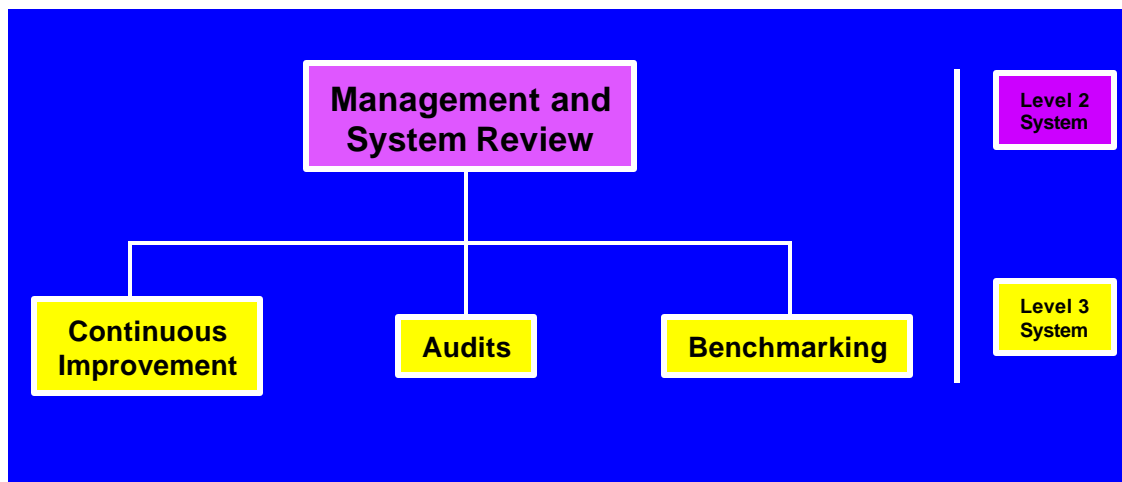 Management and
System Review
Level 2
System
Continuous
Improvement
Audits
Benchmarking
Level 3
System